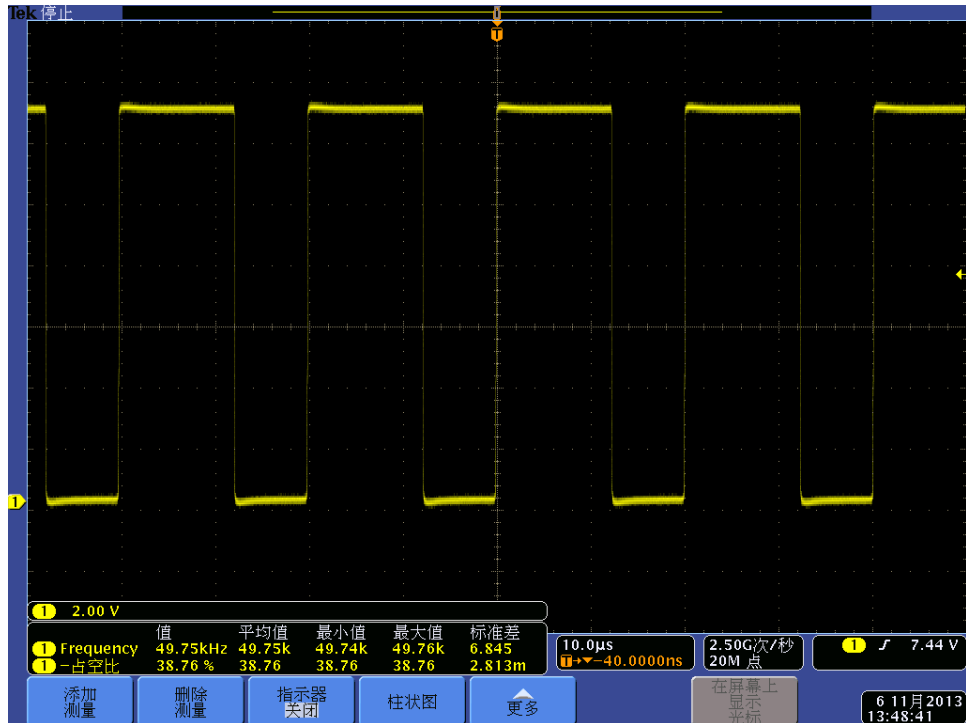 Tek 停止
T
1
1 2.00 V
值 平均值 最小值 最大值 标准差
1 Frequency 49.75kHz 49.75k 49.74k 49.76k 6.845
1 −占空比 38.76 % 38.76 38.76 38.76 2.813m
10.0μs
T→▼−40.0000ns
2.50G次/秒
20M 点
1 ʃ 7.44 V
添加
测量
删除
测量
指示器
关闭
柱状图
更多
在屏幕上
显示
光标
6 11月2013
13:48:41